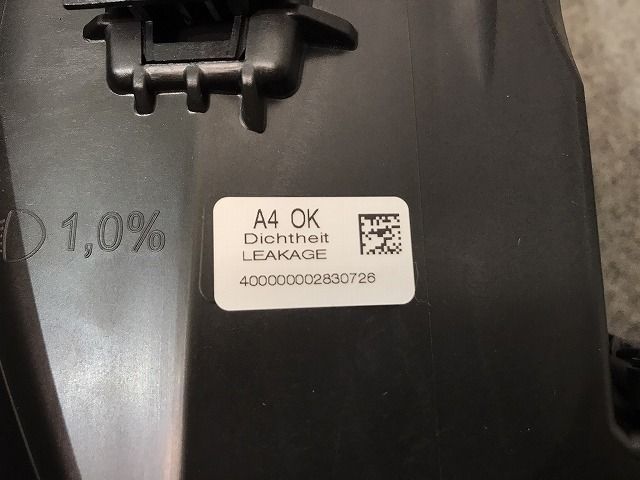 1,0%
A4 OK
Dichtheit
LEAKAGE
400000002830726